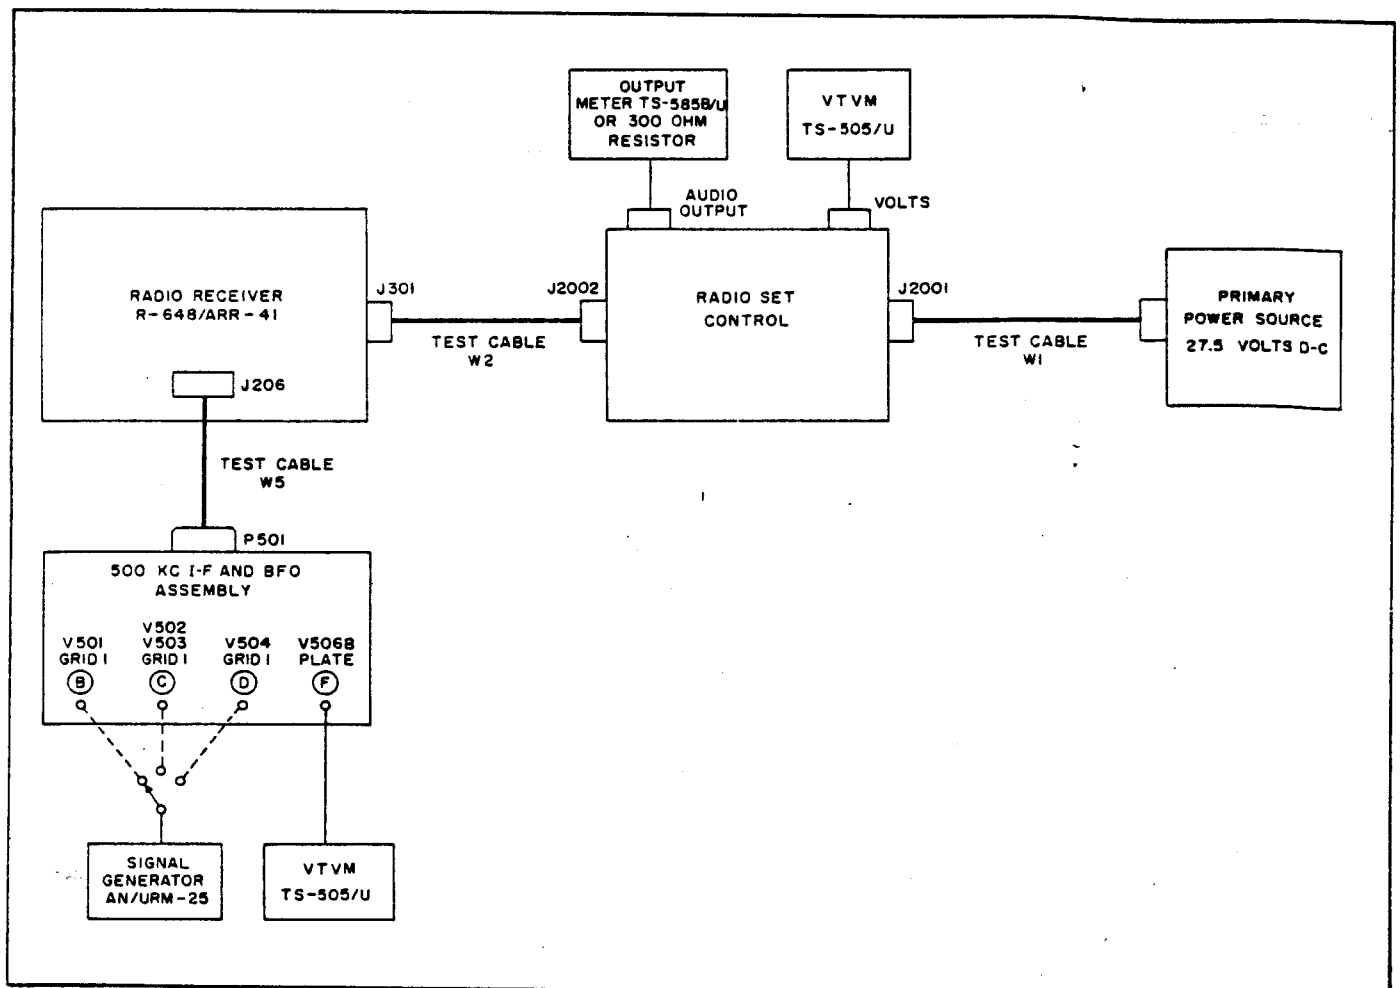 OUTPUT
METER TS-585B/U
OR 300 OHM
RESISTOR
VTVM
TS-505/U
AUDIO
OUTPUT
VOLTS
RADIO RECEIVER
R-648/ARR-41
J301
J2002
RADIO SET
CONTROL
J2001
PRIMARY
POWER SOURCE
27.5 VOLTS D-C
TEST CABLE
W2
TEST CABLE
W1
J206
TEST CABLE
W5
P501
500 KC I-F AND BFO
ASSEMBLY
V501
GRID 1
B
V502
V503
GRID 1
C
V504
GRID 1
D
V506B
PLATE
F
SIGNAL
GENERATOR
AN/URM-25
VTVM
TS-505/U